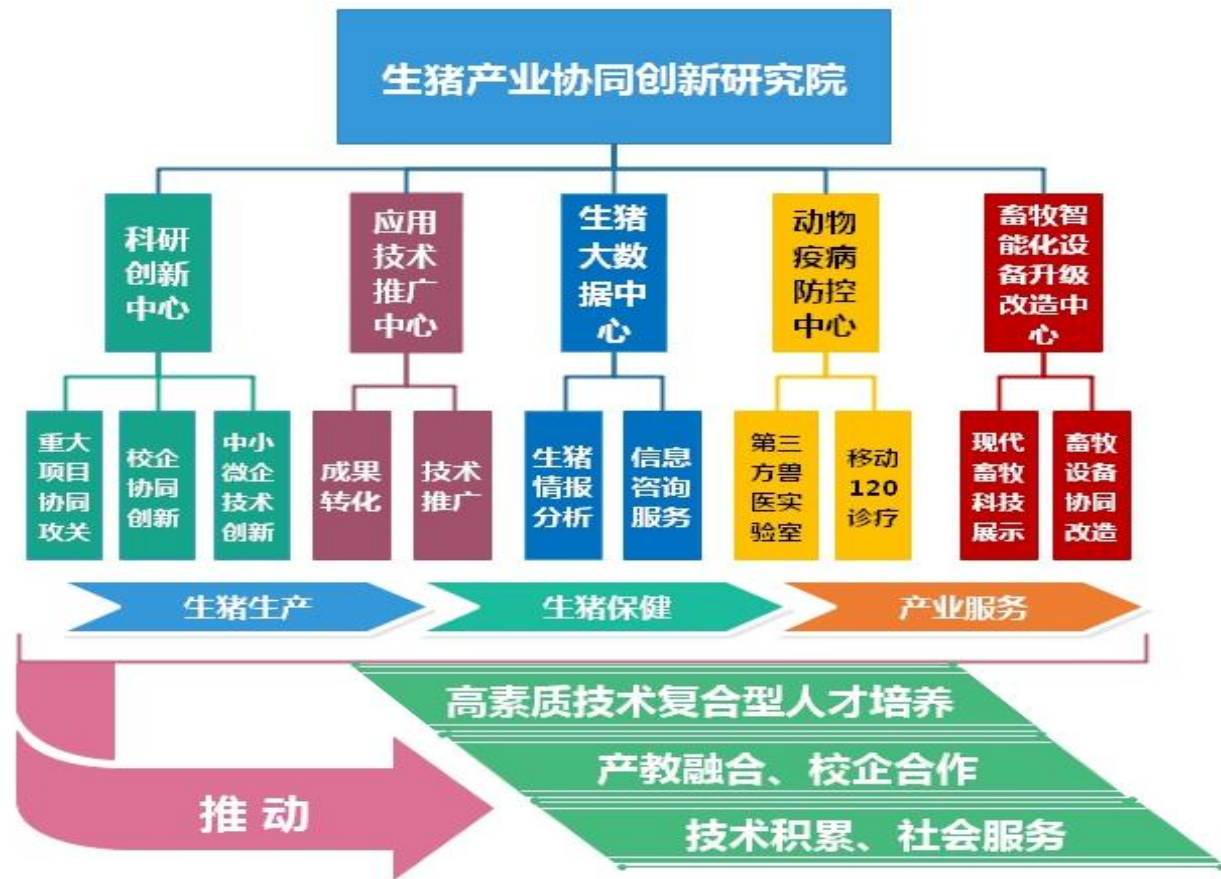 生猪产业协同创新研究院
科研
创新
中心
应用
技术
推广
中心
生猪
大数
据中
心
动物
疫病
防控
中心
畜牧智
能化设
备升级
改造中
心
重大
项目
协同
攻关
校企
协同
创新
中小
微企
技术
创新
成果
转化
技术
推广
生猪
情报
分析
信息
咨询
服务
第三
方兽
医实
验室
移动
120
诊疗
现代
畜牧
科技
展示
畜牧
设备
协同
改造
生猪生产
生猪保健
产业服务
高素质技术复合型人才培养
产教融合、校企合作
推动
技术积累、社会服务